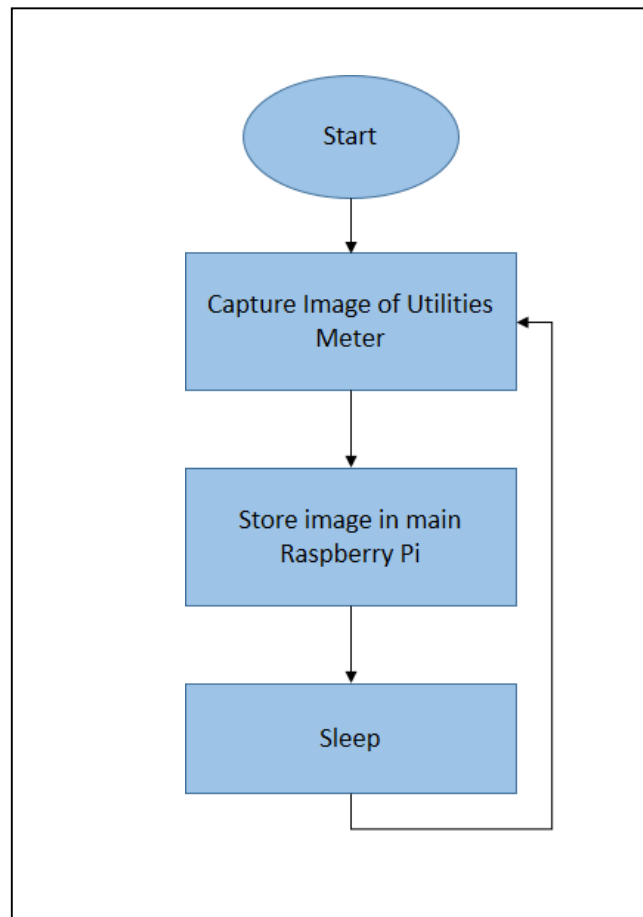 Start
Capture Image of Utilities
Meter
Store image in main
Raspberry Pi
Sleep